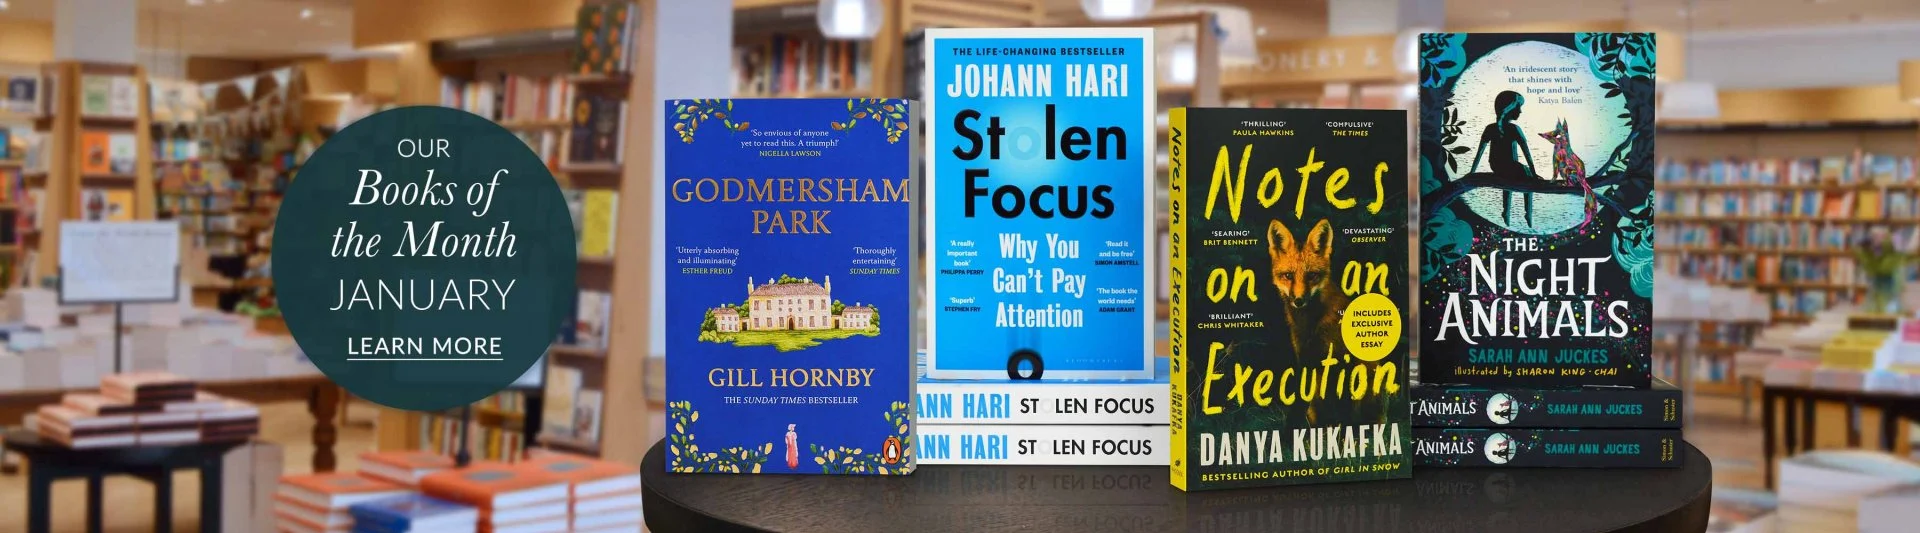 OUR
Books of
the Month
JANUARY
LEARN MORE
'So envious of anyone
yet to read this. A triumph!'
NIGELLA LAWSON
GODMERSHAM
PARK
'Utterly absorbing
and illuminating'
ESTHER FREUD
'Thoroughly
entertaining'
SUNDAY TIMES
GILL HORNBY
THE SUNDAY TIMES BESTSELLER
THE LIFE-CHANGING BESTSELLER
JOHANN HARI
Stolen
Focus
Why You
Can't Pay
Attention
'A really
important
book'
PHILIPPA PERRY
'Read it
and be free'
SIMON AMSTELL
'Superb'
STEPHEN FRY
'The book the
world needs'
ADAM GRANT
BLOOMSBURY
ANN HARI STOLEN FOCUS
ANN HARI STOLEN FOCUS
Notes on an Execution
DANYA
KUKAFKA
'THRILLING'
PAULA HAWKINS
'COMPULSIVE'
THE TIMES
Notes
'SEARING'
BRIT BENNETT
'DEVASTATING'
OBSERVER
on an
'BRILLIANT'
CHRIS WHITAKER
INCLUDES
EXCLUSIVE
AUTHOR
ESSAY
Execution
DANYA KUKAFKA
BESTSELLING AUTHOR OF GIRL IN SNOW
'An iridescent story
that shines with
hope and love'
Katya Balen
THE
NIGHT
ANIMALS
SARAH ANN JUCKES
illustrated by SHARON KING-CHAI
T ANIMALS SARAH ANN JUCKES Simon & Schuster
ANIMALS SARAH ANN JUCKES Simon & Schuster